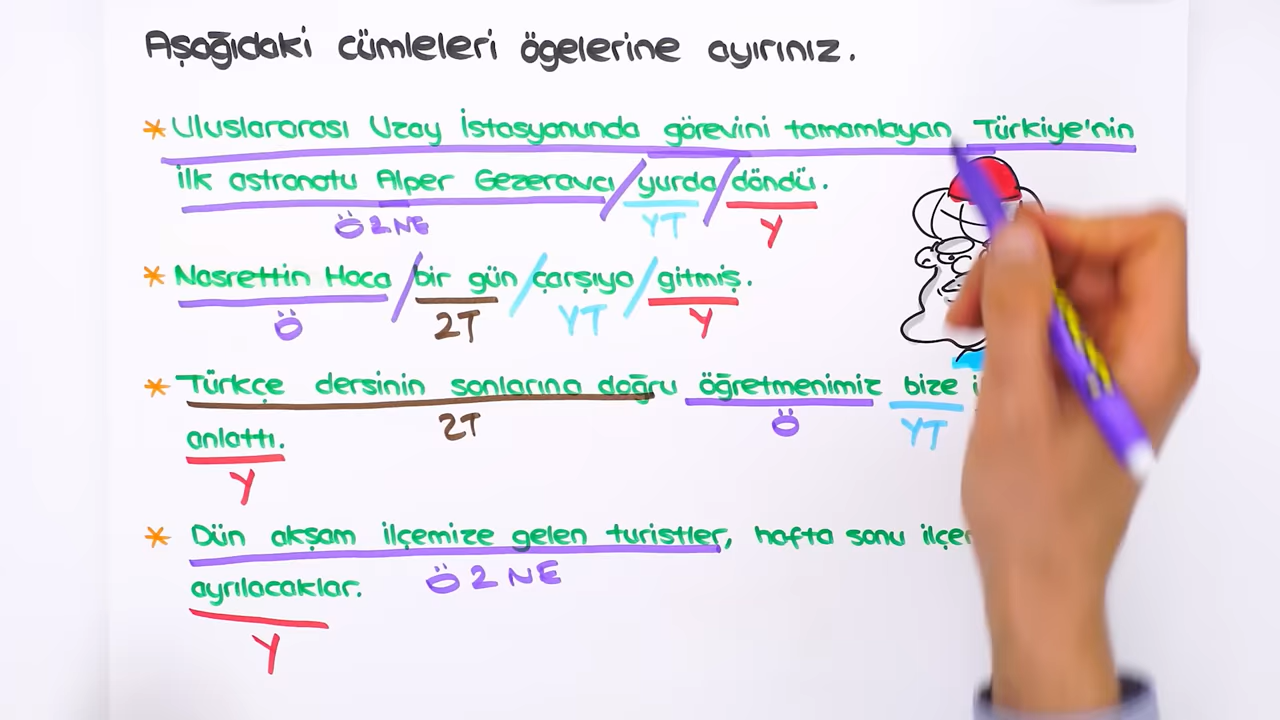 Aşağıdaki cümleleri ögelerine ayırınız.
* Uluslararası Uzay İstasyonunda görevini tamamlayan Türkiye'nin
ilk astronotu Alper Gezeravcı / yurda / döndü.
ÖZNE YT Y
* Nasrettin Hoca / bir gün / çarşıya / gitmiş.
Ö ZT YT Y
* Türkçe dersinin sonlarına doğru öğretmenimiz bize
ZT Ö YT
anlattı.
Y
* Dün akşam ilçemize gelen turistler, hafta sonu
ÖZNE
ayrılacaklar.
Y